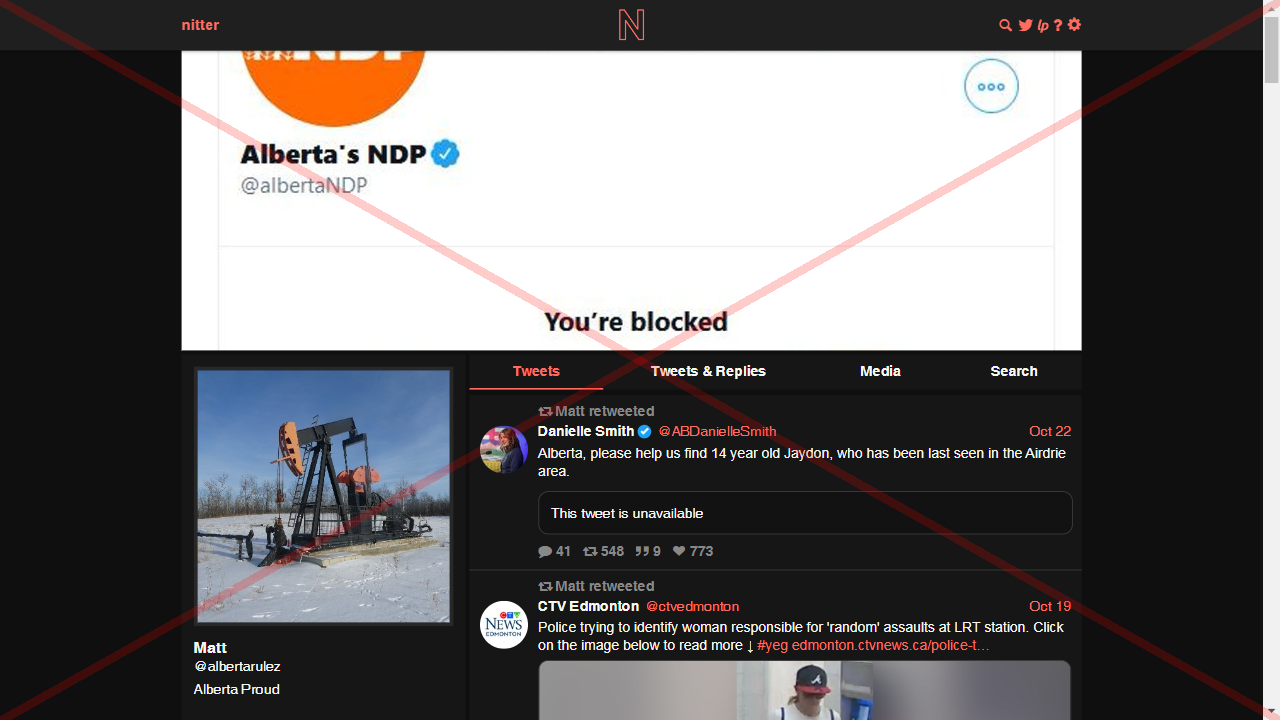 nitter
N
lp ?
NDP
Alberta's NDP
@albertaNDP
You're blocked
Tweets
Tweets & Replies
Media
Search
Matt retweeted
Danielle Smith @ABDanielleSmith Oct 22
Alberta, please help us find 14 year old Jaydon, who has been last seen in the Airdrie
area.
This tweet is unavailable
41 548 9 773
Matt retweeted
CTV Edmonton @ctvedmonton Oct 19
CTV
NEWS
EDMONTON
Police trying to identify woman responsible for 'random' assaults at LRT station. Click
on the image below to read more ↓ #yeg edmonton.ctvnews.ca/police-t…
A
Matt
@albertarulez
Alberta Proud